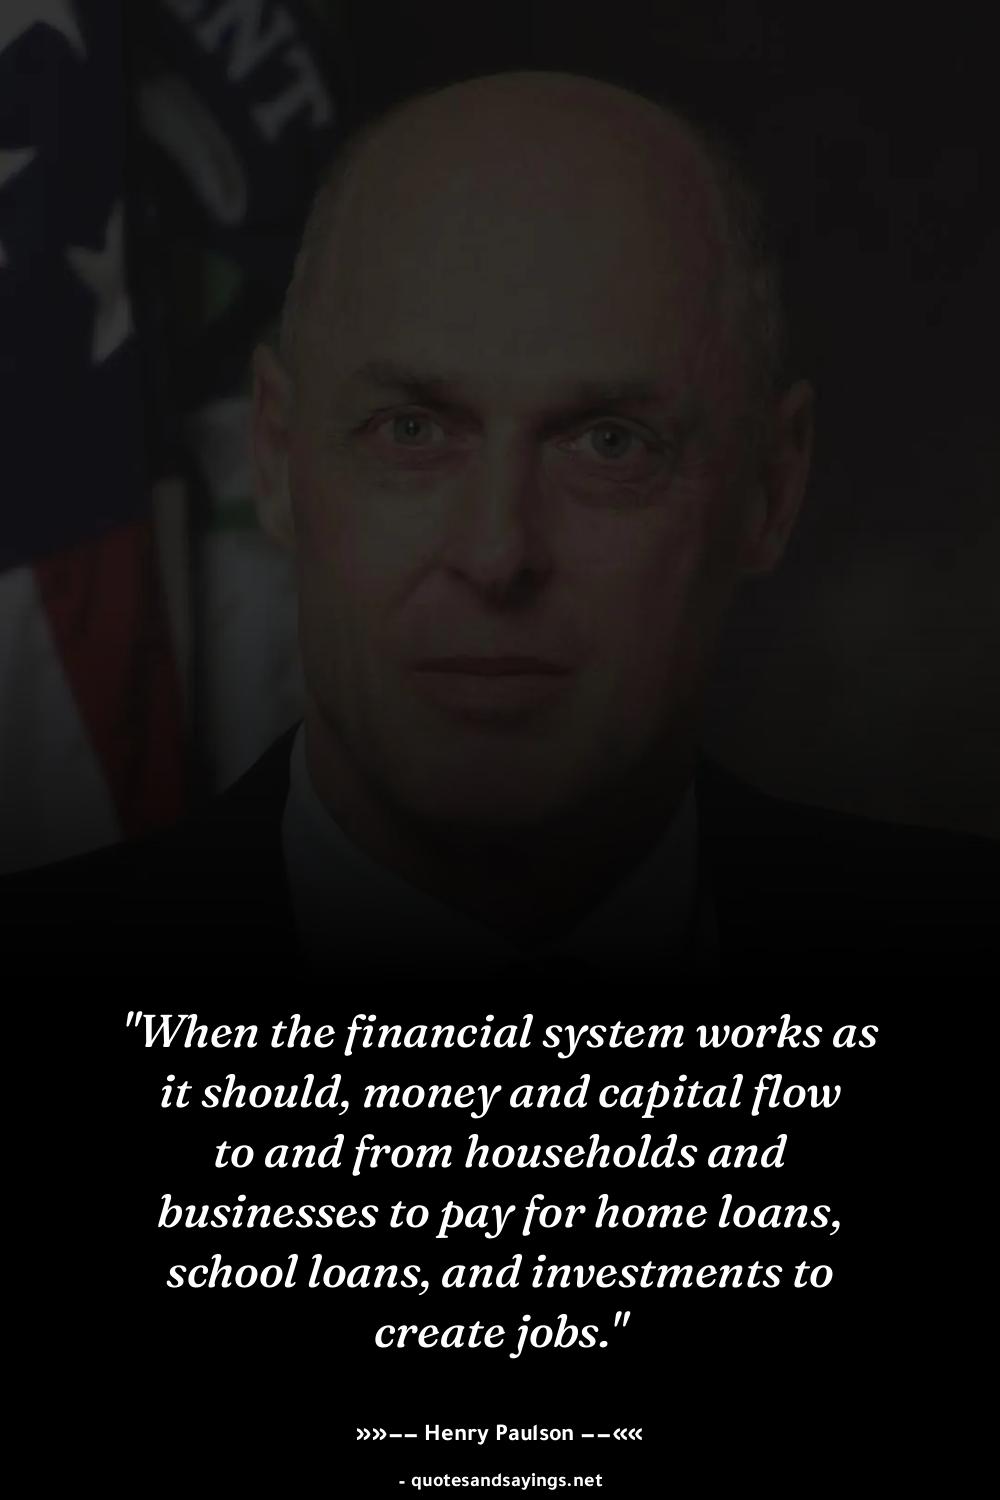 "When the financial system works as
it should, money and capital flow
to and from households and
businesses to pay for home loans,
school loans, and investments to
create jobs."
»»−− Henry Paulson −−««
- quotesandsayings.net